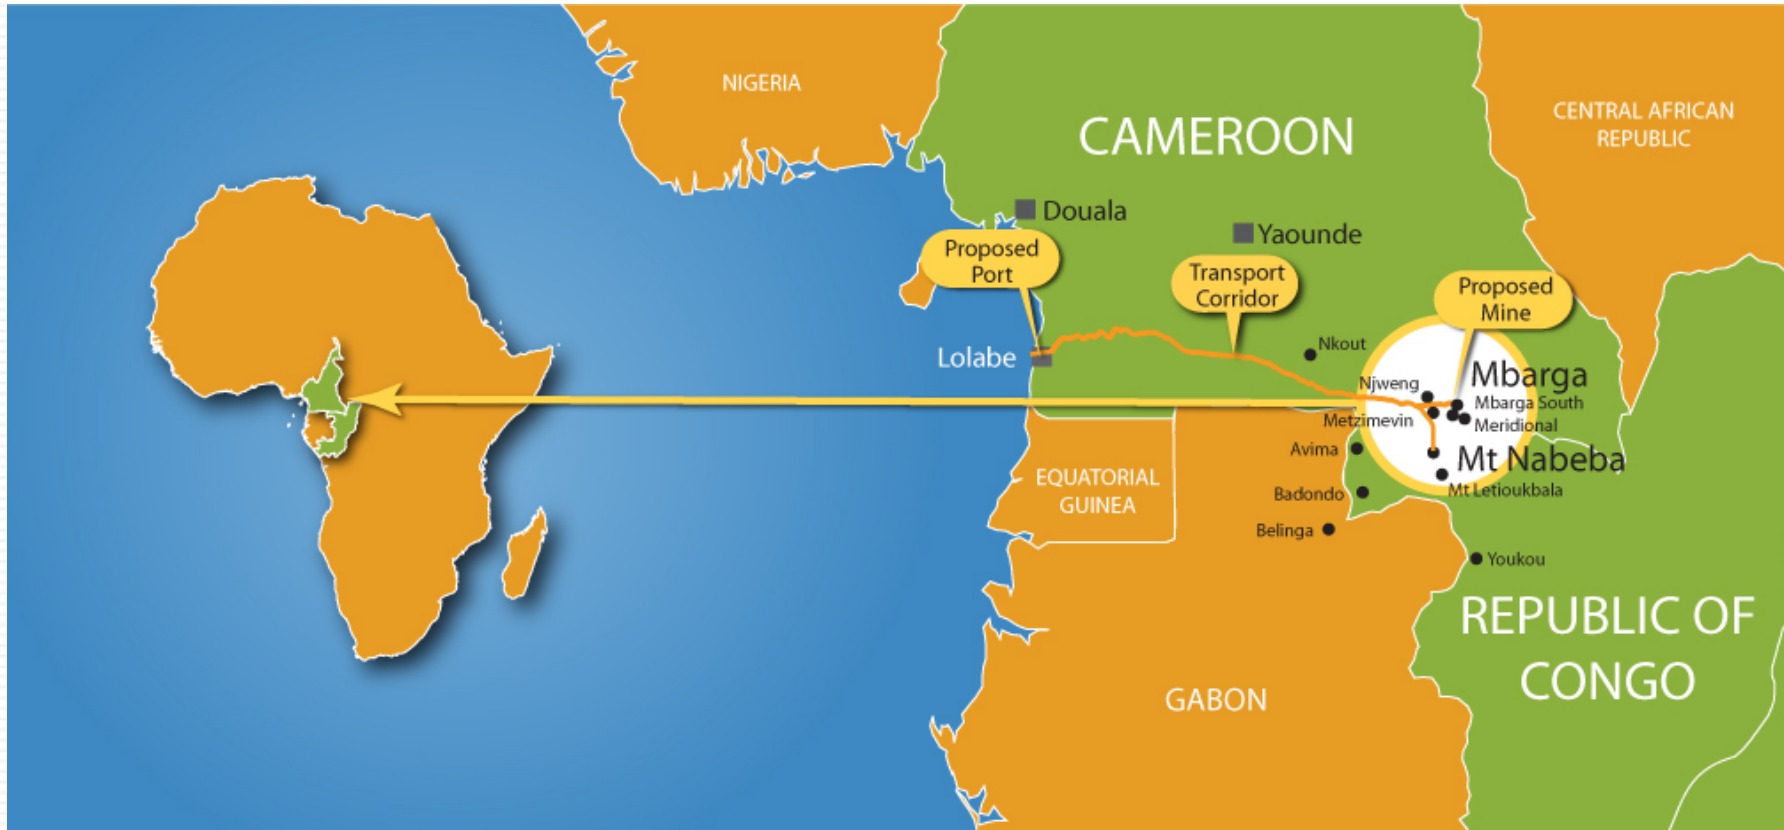 NIGERIA
CAMEROON
CENTRAL AFRICAN
REPUBLIC
Douala
Yaounde
Proposed
Port
Transport
Corridor
Proposed
Mine
Lolabe
Nkout
Njweng
Mbarga
Mbarga South
Metzimevin
Meridional
Avima
Mt Nabeba
EQUATORIAL
GUINEA
Badondo
Mt Letioukbala
Belinga
Youkou
REPUBLIC OF
CONGO
GABON